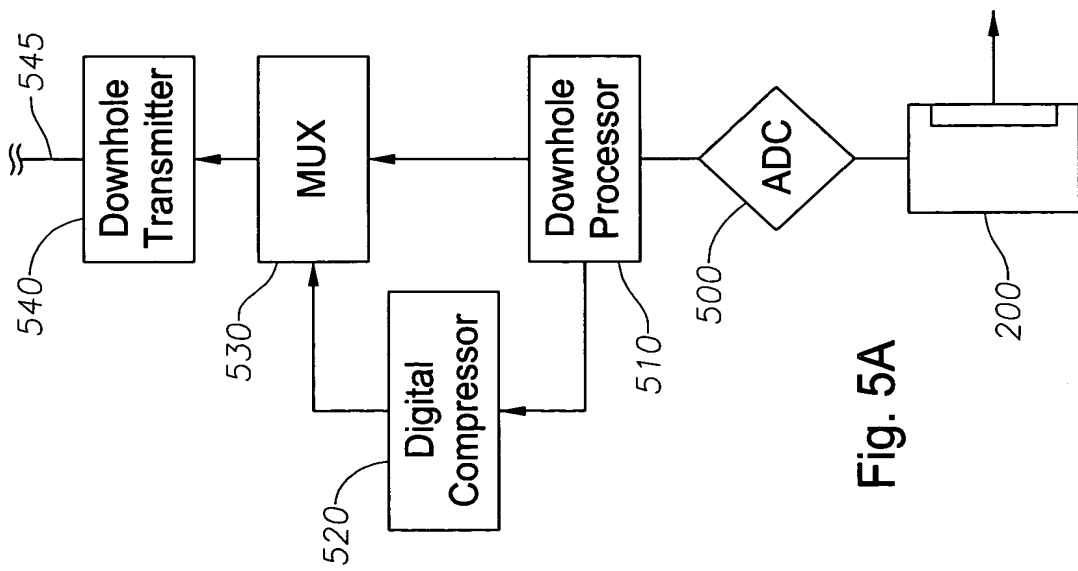 545
Downhole
Transmitter
540
MUX
530
Digital
Compressor
520
Downhole
Processor
510
ADC
500
200
Fig. 5A